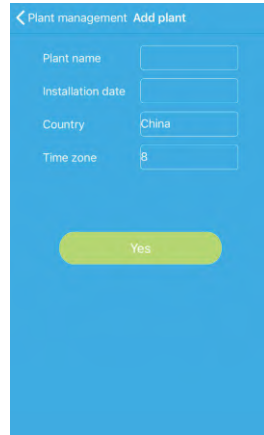 Plant management Add plant
Plant name
Installation date
Country China
Time zone 8
Yes